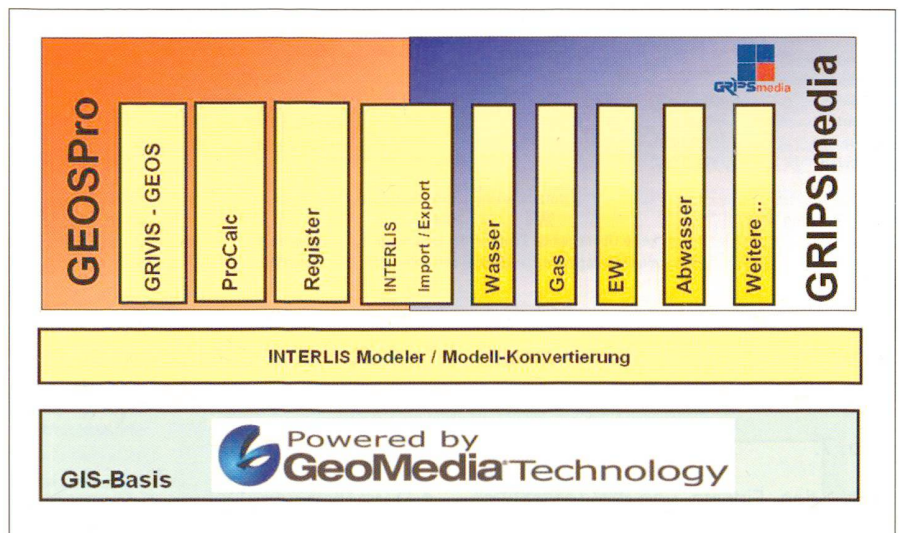 GEOSPro
GRIVIS - GEOS
ProCalc
Register
INTERLIS
Import / Export
Wasser
Gas
EW
Abwasser
Weitere ..
GRIPSmedia
GRIPSmedia
INTERLIS Modeler / Modell-Konvertierung
GIS-Basis
Powered by
GeoMedia Technology